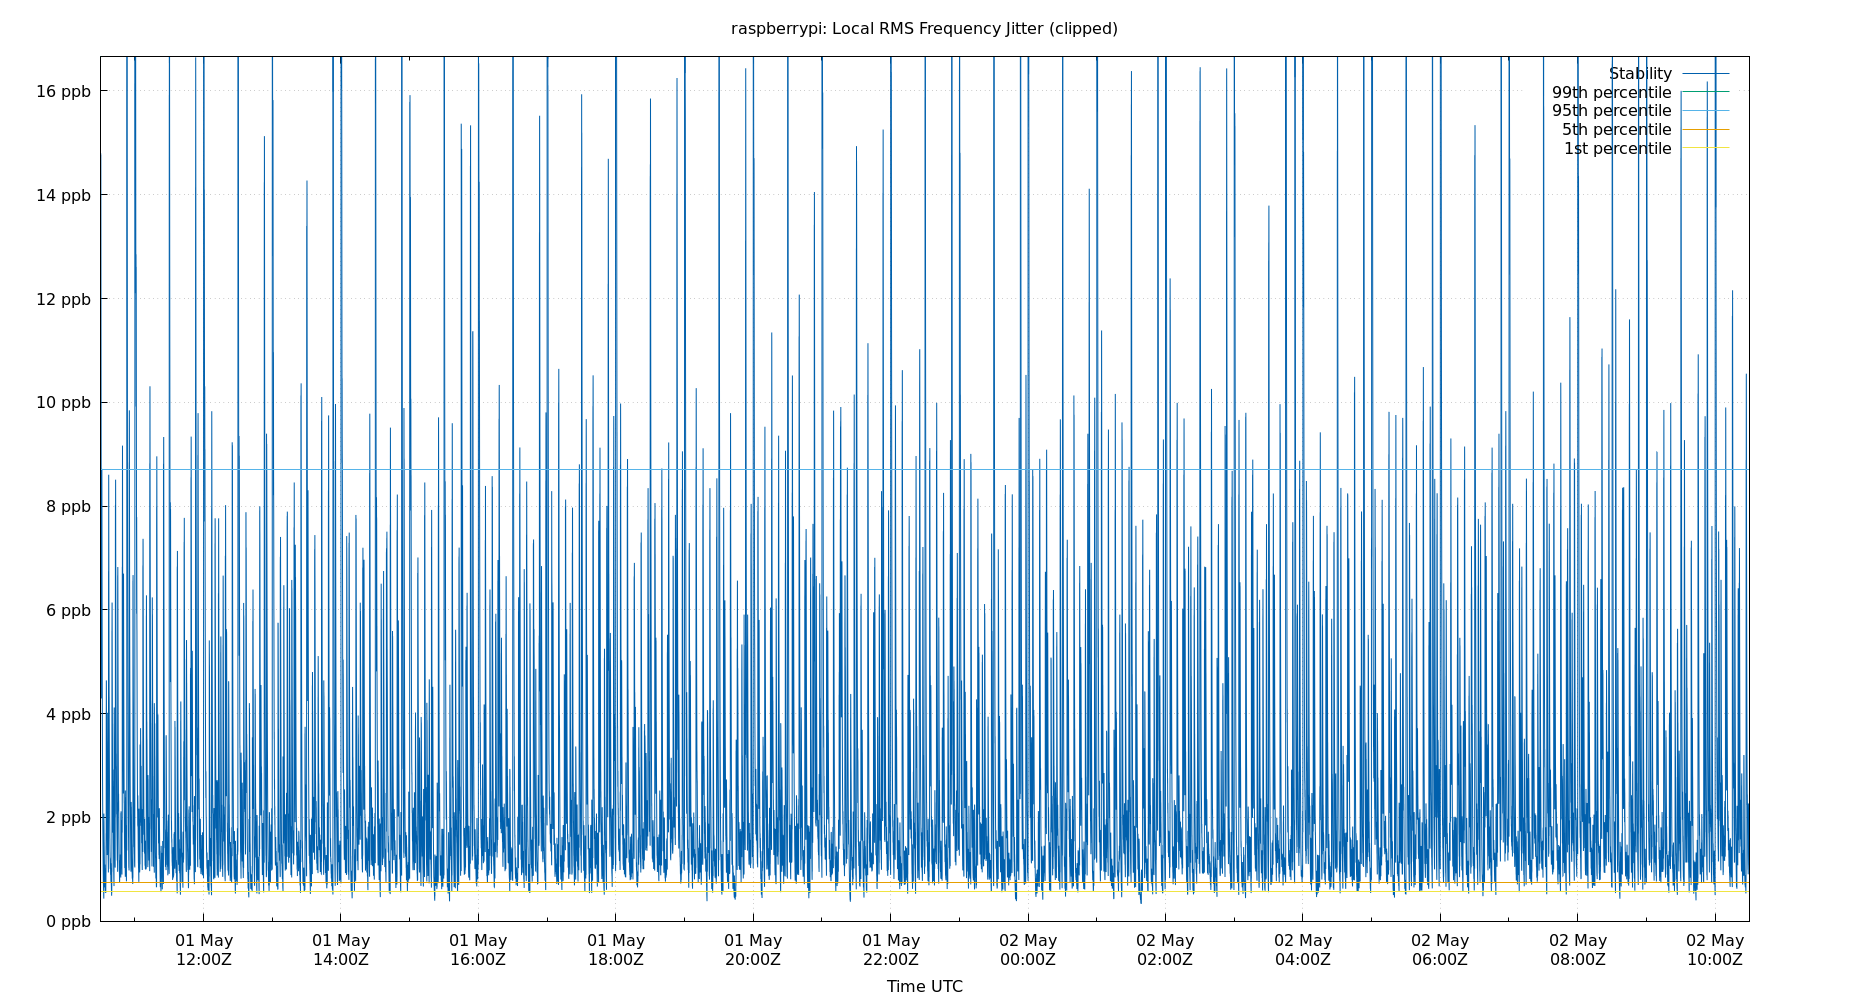 raspberrypi: Local RMS Frequency Jitter (clipped)
16 ppb
14 ppb
12 ppb
10 ppb
8 ppb
6 ppb
4 ppb
2 ppb
0 ppb
Stability
99th percentile
95th percentile
5th percentile
1st percentile
01 May 01 May 01 May 01 May 01 May 01 May 02 May 02 May 02 May 02 May 02 May 02 May
12:00Z 14:00Z 16:00Z 18:00Z 20:00Z 22:00Z 00:00Z 02:00Z 04:00Z 06:00Z 08:00Z 10:00Z
Time UTC